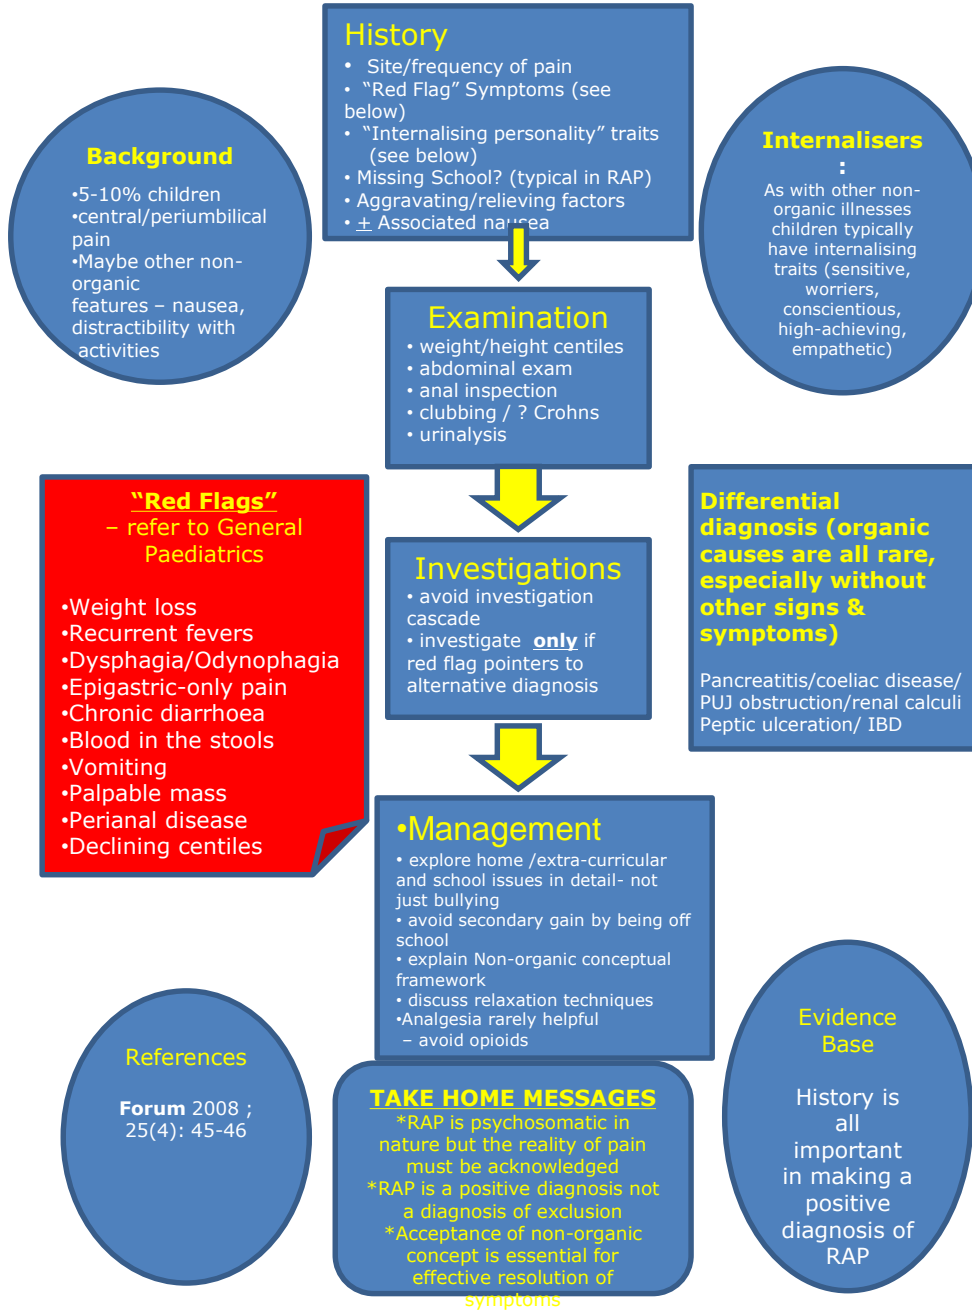 History
• Site/frequency of pain
• “Red Flag” Symptoms (see
below)
• “Internalising personality” traits
(see below)
• Missing School? (typical in RAP)
• Aggravating/relieving factors
• + Associated nausea
Background
•5-10% children
•central/periumbilical
pain
•Maybe other non-
organic
features – nausea,
distractibility with
activities
Internalisers
:
As with other non-
organic illnesses
children typically
have internalising
traits (sensitive,
worriers,
conscientious,
high-achieving,
empathetic)
Examination
• weight/height centiles
• abdominal exam
• anal inspection
• clubbing / ? Crohns
• urinalysis
“Red Flags”
– refer to General
Paediatrics
•Weight loss
•Recurrent fevers
•Dysphagia/Odynophagia
•Epigastric-only pain
•Chronic diarrhoea
•Blood in the stools
•Vomiting
•Palpable mass
•Perianal disease
•Declining centiles
Investigations
• avoid investigation
cascade
• investigate only if
red flag pointers to
alternative diagnosis
Differential
diagnosis (organic
causes are all rare,
especially without
other signs &
symptoms)
Pancreatitis/coeliac disease/
PUJ obstruction/renal calculi
Peptic ulceration/ IBD
•Management
• explore home /extra-curricular
and school issues in detail- not
just bullying
• avoid secondary gain by being off
school
• explain Non-organic conceptual
framework
• discuss relaxation techniques
•Analgesia rarely helpful
– avoid opioids
References
Forum 2008 ;
25(4): 45-46
TAKE HOME MESSAGES
*RAP is psychosomatic in
nature but the reality of pain
must be acknowledged
*RAP is a positive diagnosis not
a diagnosis of exclusion
*Acceptance of non-organic
concept is essential for
effective resolution of
symptoms
Evidence
Base
History is
all
important
in making a
positive
diagnosis of
RAP